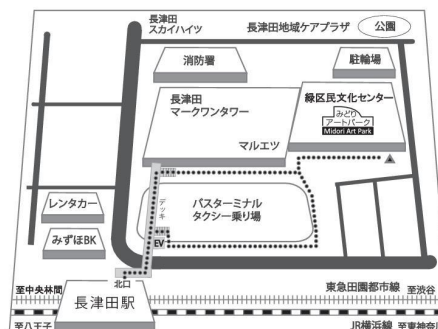 長津田
スカイハイツ
長津田地域ケアプラザ
公園
消防署
駐輪場
長津田
マークワンタワー
マルエツ
緑区民文化センター
みどり
アートパーク
Midori Art Park
レンタカー
みずほBK
デッキ
バスターミナル
タクシー乗り場
EV
北口
至中央林間
東急田園都市線
至渋谷
長津田駅
至八王子
JR横浜線
至東神奈